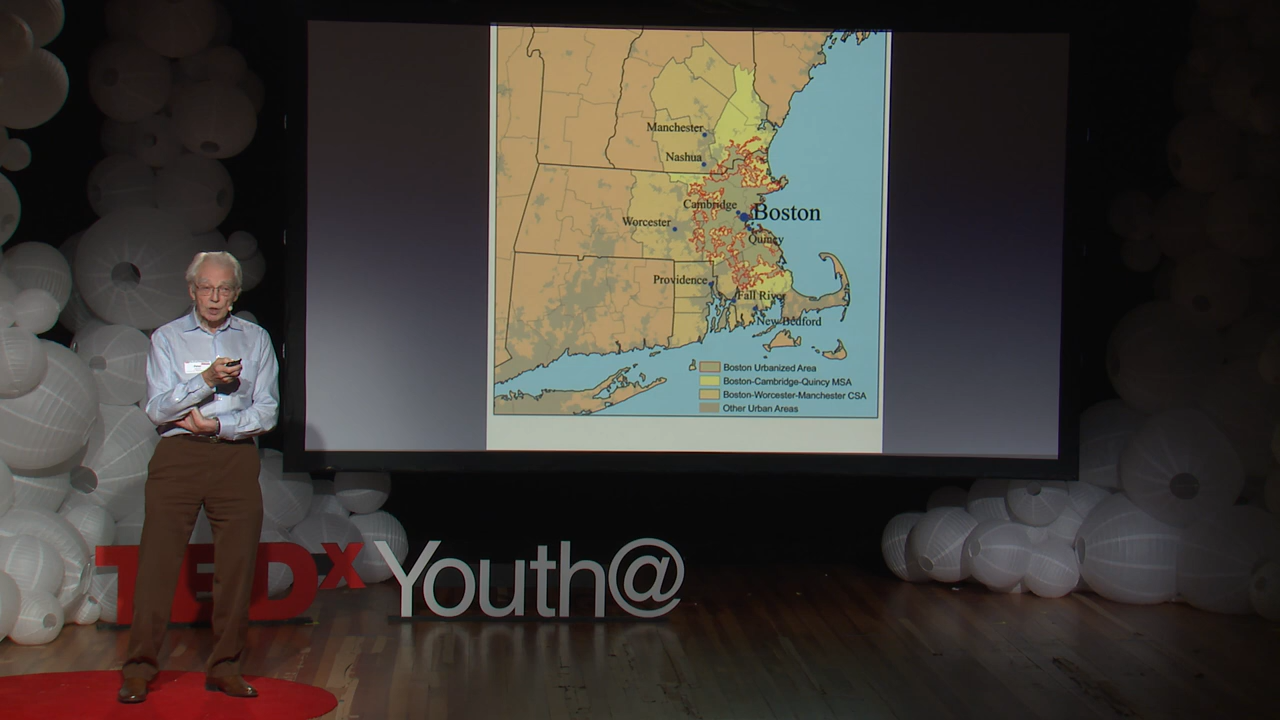 Manchester
Nashua
Cambridge
Boston
Worcester
Quincy
Providence
Fall River
New Bedford
Boston Urbanized Area
Boston-Cambridge-Quincy MSA
Boston-Worcester-Manchester CSA
Other Urban Areas
TEDx Youth@